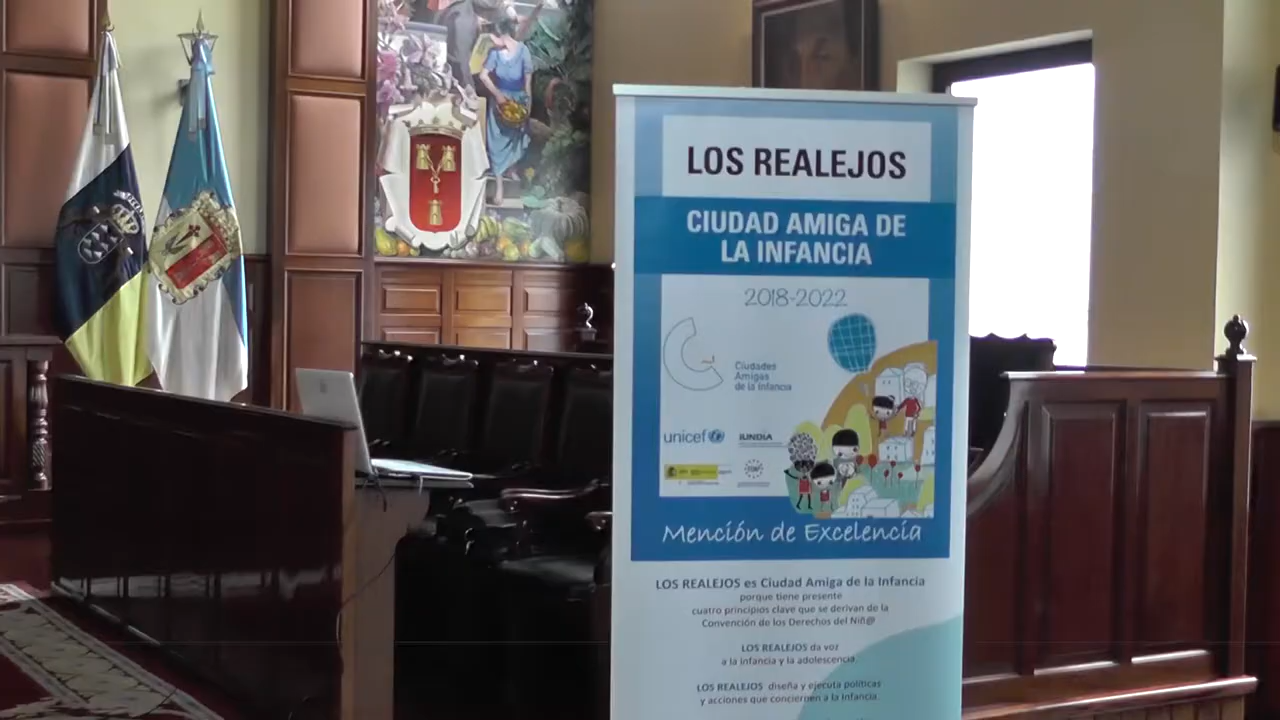 LOS REALEJOS
CIUDAD AMIGA DE
LA INFANCIA
2018-2022
Ciudades
Amigas
de la Infancia
unicef
IUNDIA
Mención de Excelencia
LOS REALEJOS es Ciudad Amiga de la Infancia
porque tiene presente
cuatro principios clave que se derivan de la
Convención de los Derechos del Niñ@
LOS REALEJOS da voz
a la infancia y la adolescencia.
LOS REALEJOS diseña y ejecuta políticas
y acciones que conciernen a la Infancia.